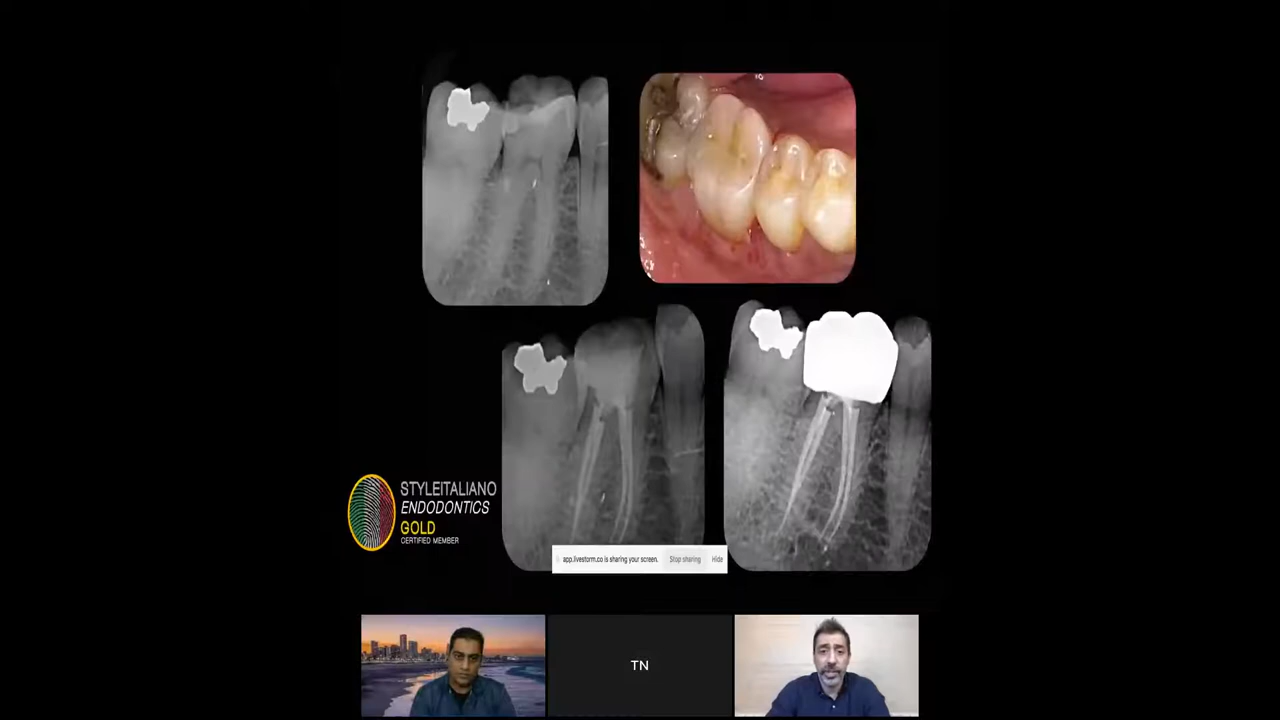 STYLEITALIANO
ENDODONTICS
GOLD
CERTIFIED MEMBER
app.livestorm.co is sharing your screen. Stop sharing Hide
TN